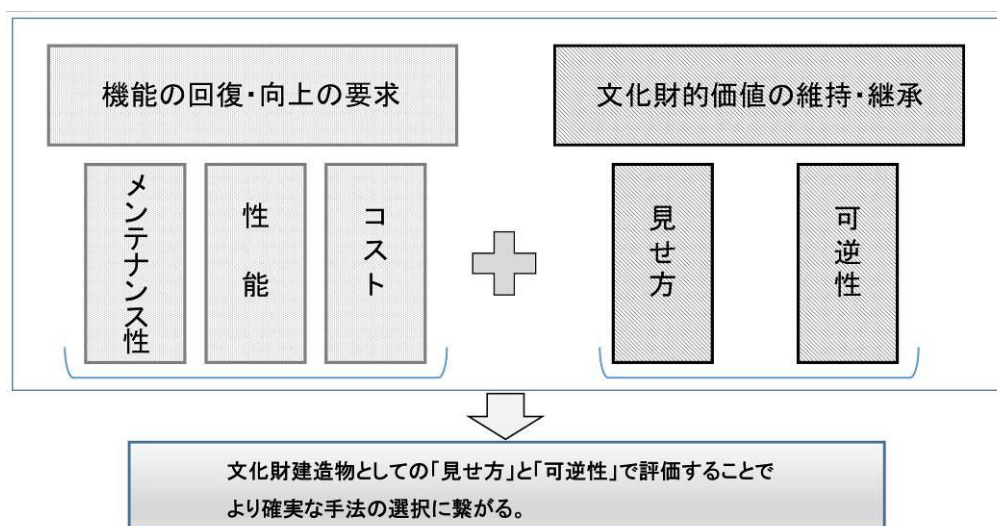 機能の回復・向上の要求
文化財的価値の維持・継承
メンテナンス性
性能
コスト
見せ方
可逆性
文化財建造物としての「見せ方」と「可逆性」で評価することで
より確実な手法の選択に繋がる。